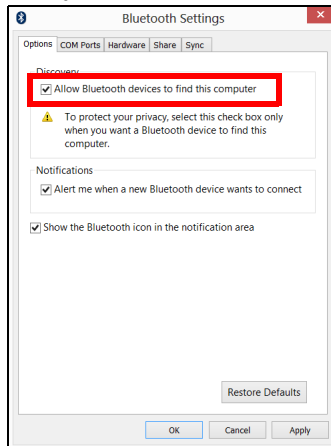 Bluetooth Settings
Options COM Ports Hardware Share Sync
Discovery
Allow Bluetooth devices to find this computer
To protect your privacy, select this check box only
when you want a Bluetooth device to find this
computer.
Notifications
Alert me when a new Bluetooth device wants to connect
Show the Bluetooth icon in the notification area
Restore Defaults
OK Cancel Apply